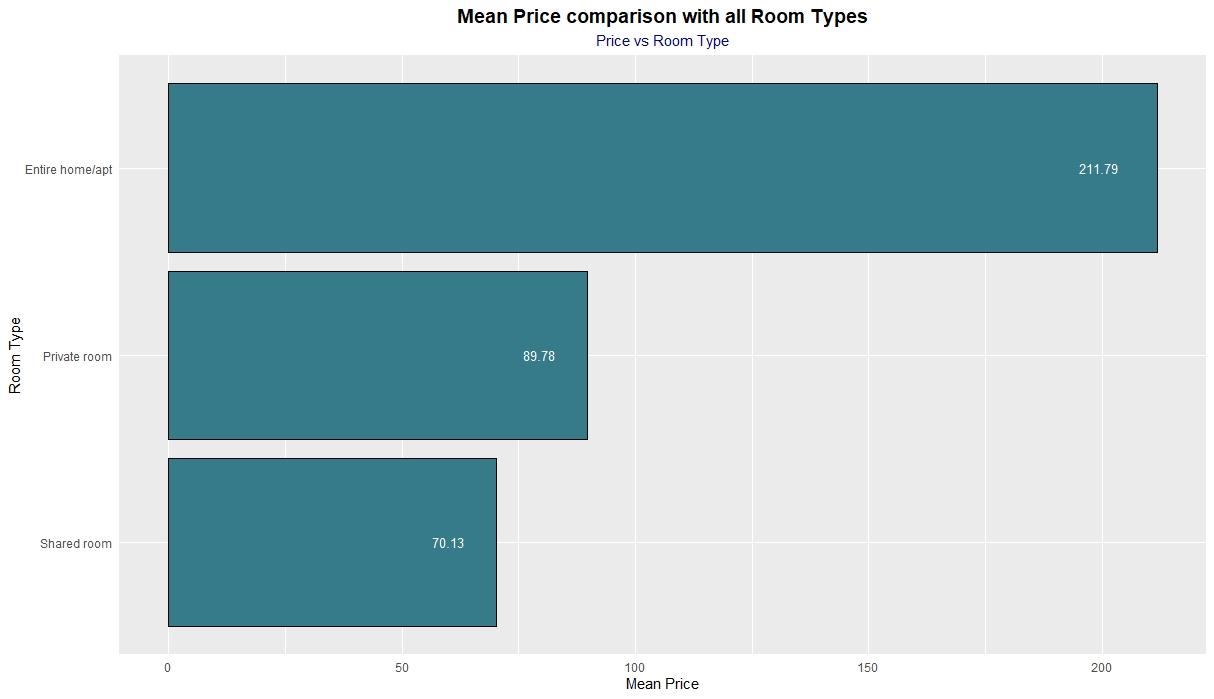 Mean Price comparison with all Room Types
Price vs Room Type
Room Type
Entire home/apt
211.79
Private room
89.78
Shared room
70.13
0 50 100 150 200
Mean Price